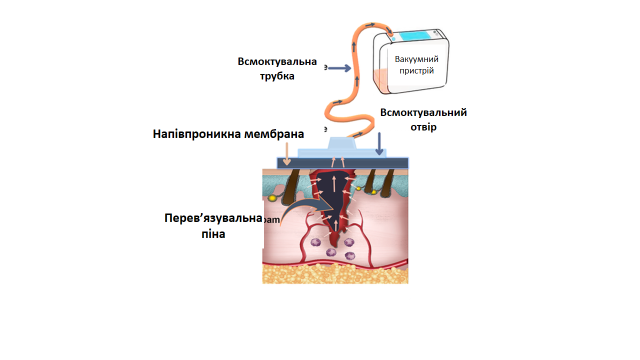 Всмоктувальна
трубка
Вакуумний
пристрій
Всмоктувальний
отвір
Напівпроникна мембрана
Перев’язувальна
піна